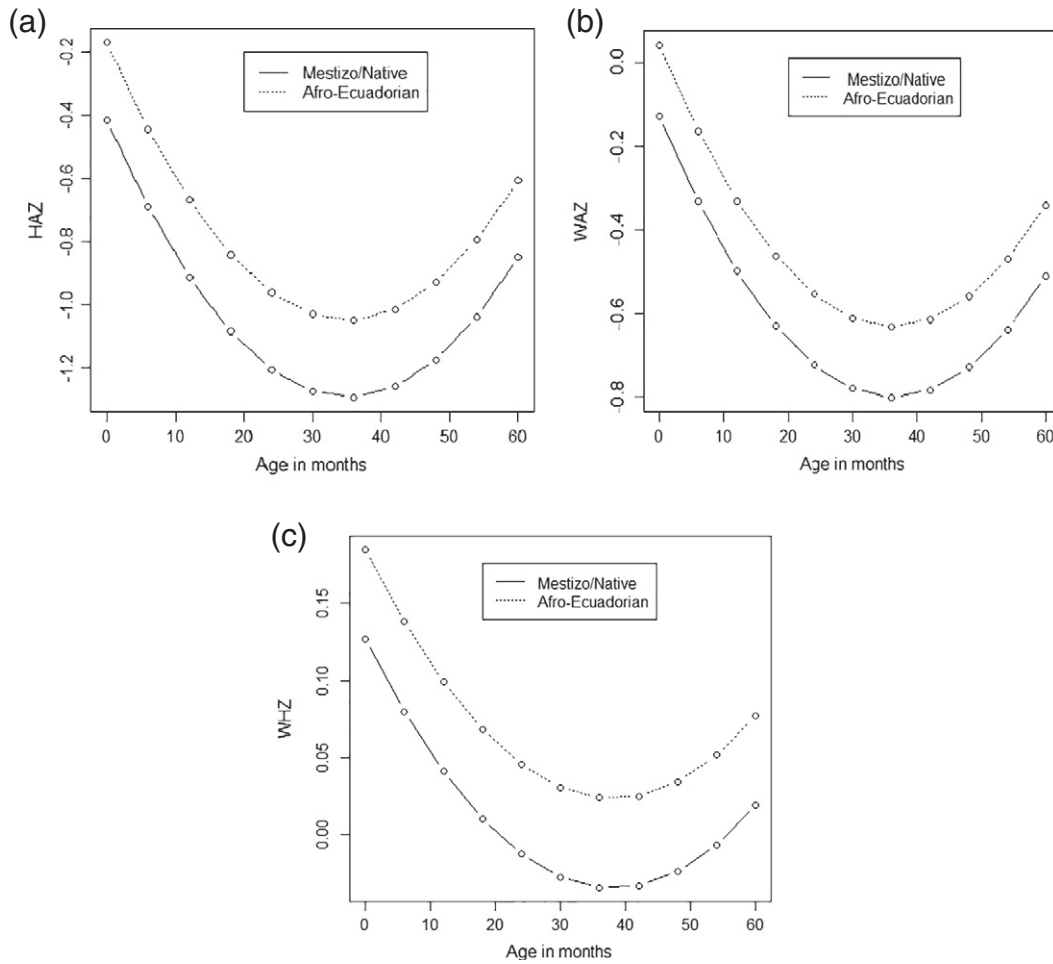 (a)
HAZ
-0.2
-0.4
-0.6
-0.8
-1.0
-1.2
Mestizo/Native
Afro-Ecuadorian
0 10 20 30 40 50 60
Age in months
(b)
WAZ
0.0
-0.2
-0.4
-0.6
-0.8
Mestizo/Native
Afro-Ecuadorian
0 10 20 30 40 50 60
Age in months
(c)
WHZ
0.15
0.10
0.05
0.00
Mestizo/Native
Afro-Ecuadorian
0 10 20 30 40 50 60
Age in months